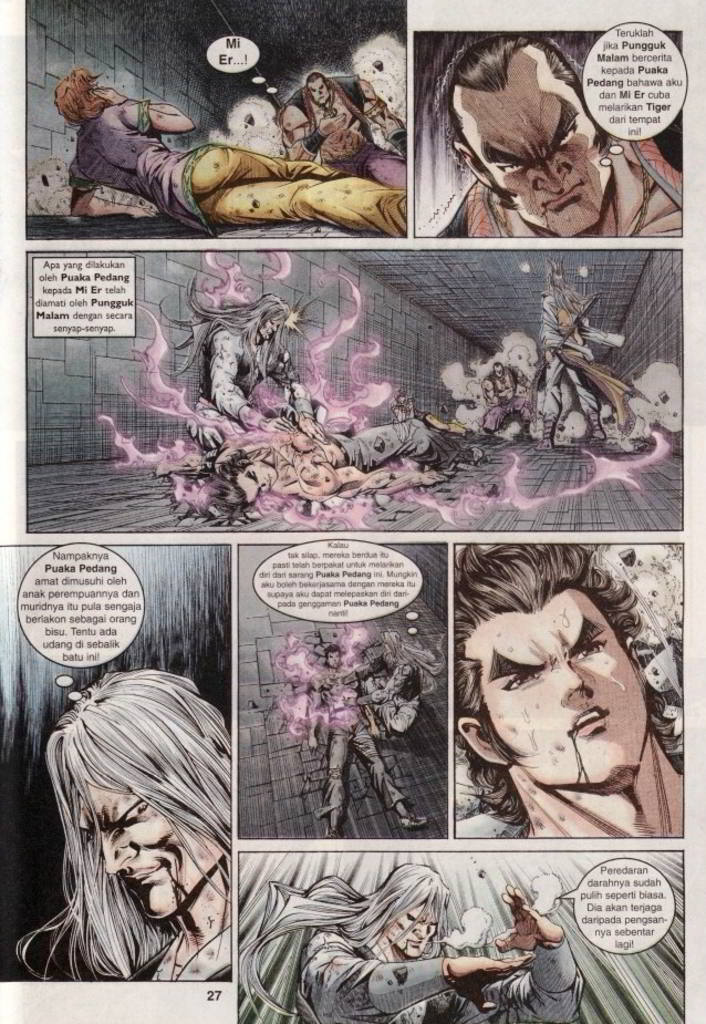 Mi
Er...!
Teruklah
jika Pungguk
Malam bercerita
kepada Puaka
Pedang bahawa aku
dan Mi Er cuba
melarikan Tiger
dari tempat
ini!
Apa yang dilakukan
oleh Puaka Pedang
kepada Mi Er telah
diamati oleh Pungguk
Malam dengan secara
senyap-senyap.
Nampaknya
Puaka Pedang
amat dimusuhi oleh
anak perempuannya dan
muridnya itu pula sengaja
berlakon sebagai orang
bisu. Tentu ada
udang di sebalik
batu ini!
Kalau
tak silap, mereka berdua itu
pasti telah berpakat untuk melarikan
diri dari sarang Puaka Pedang ini. Mungkin
aku boleh bekerjasama dengan mereka itu
supaya aku dapat melepaskan diri dari-
pada genggaman Puaka Pedang
nanti!
Peredaran
darahnya sudah
pulih seperti biasa.
Dia akan terjaga
daripada pengsan-
nya sebentar
lagi!
27